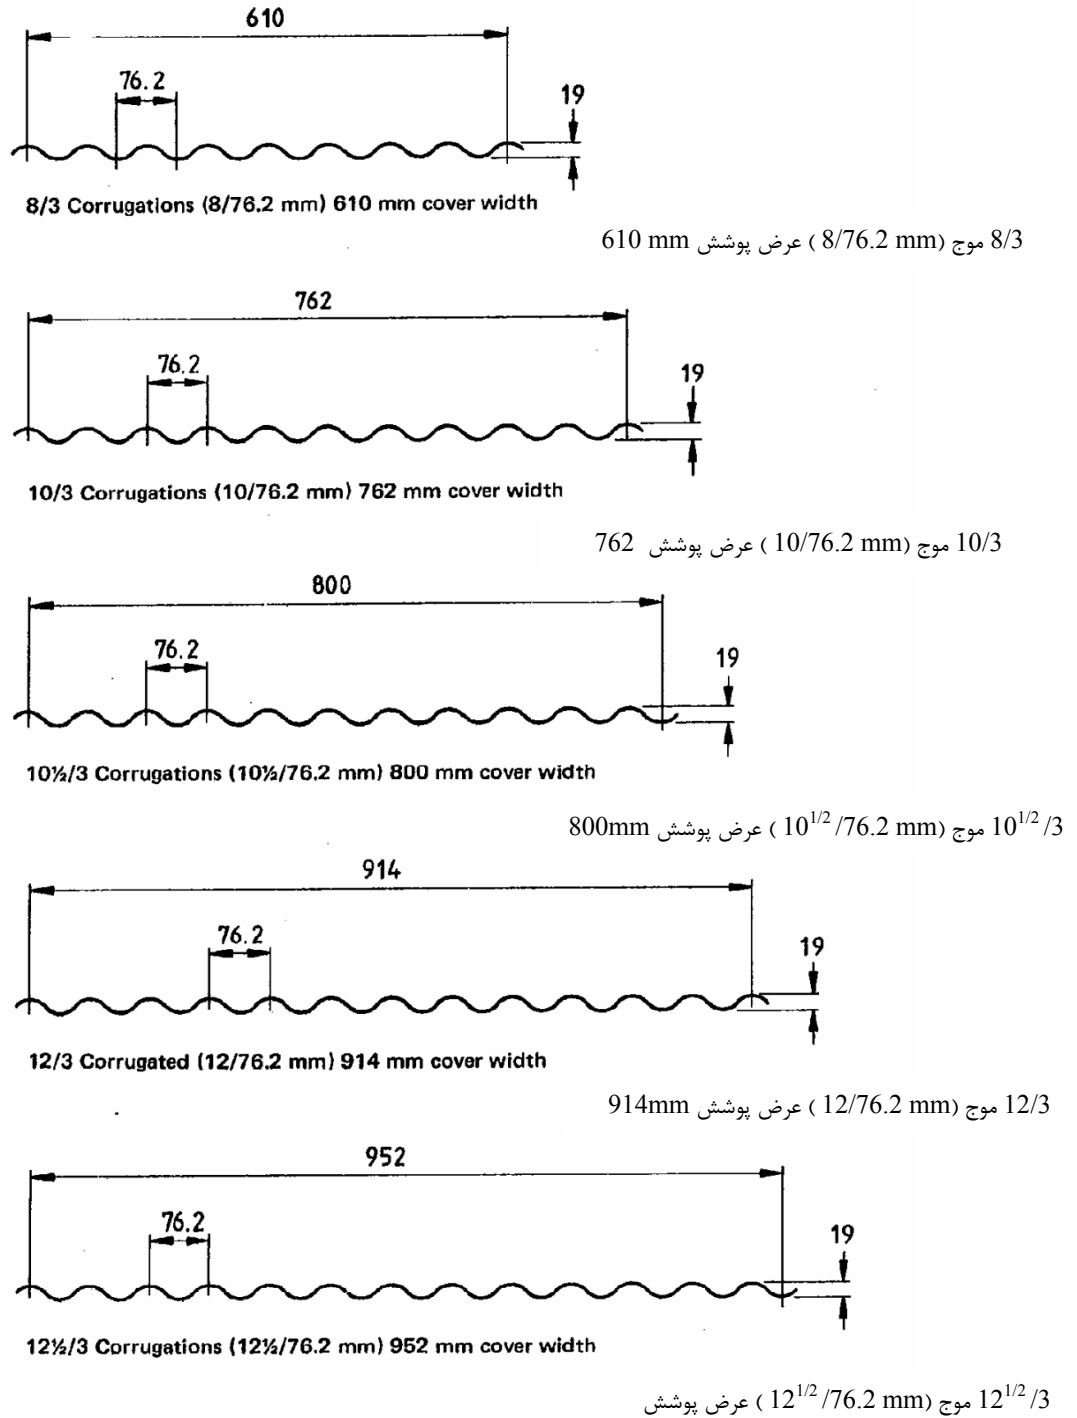 610
76.2
19
8/3 Corrugations (8/76.2 mm) 610 mm cover width
8/3 موج (8/76.2 mm ) عرض پوشش 610 mm
762
76.2
19
10/3 Corrugations (10/76.2 mm) 762 mm cover width
10/3 موج (10/76.2 mm ) عرض پوشش 762
800
76.2
19
10½/3 Corrugations (10½/76.2 mm) 800 mm cover width
10^1/2 /3 موج (10^1/2 /76.2 mm ) عرض پوشش 800mm
914
76.2
19
12/3 Corrugated (12/76.2 mm) 914 mm cover width
12/3 موج (12/76.2 mm ) عرض پوشش 914mm
952
76.2
19
12½/3 Corrugations (12½/76.2 mm) 952 mm cover width
12^1/2 /3 موج (12^1/2 /76.2 mm ) عرض پوشش